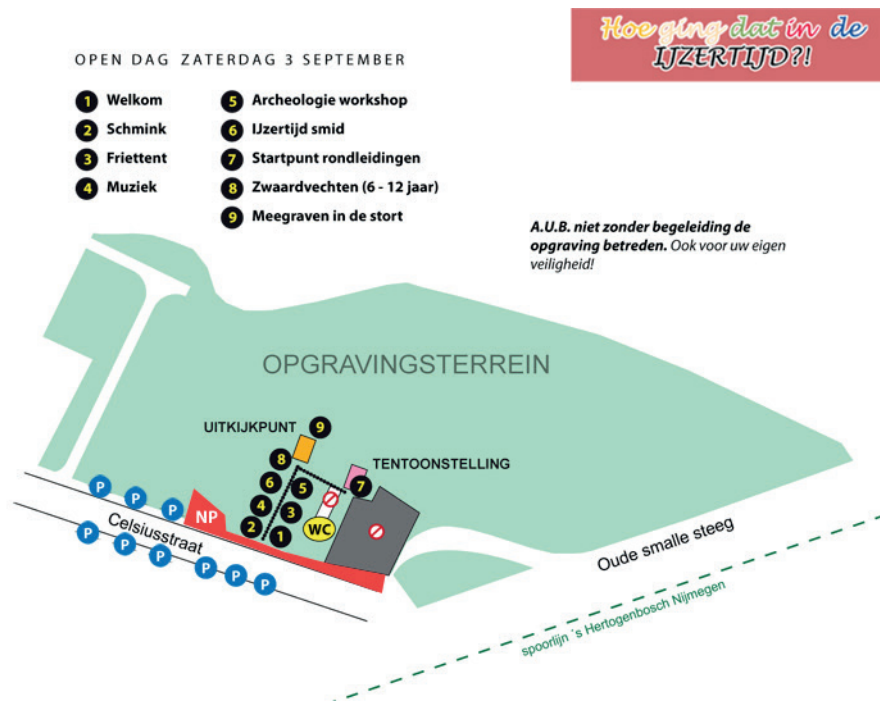 Hoe ging dat in de
IJZERTIJD?!
OPEN DAG ZATERDAG 3 SEPTEMBER
1 Welkom
2 Schmink
3 Friettent
4 Muziek
5 Archeologie workshop
6 IJzertijd smid
7 Startpunt rondleidingen
8 Zwaardvechten (6 - 12 jaar)
9 Meegraven in de stort
A.U.B. niet zonder begeleiding de
opgraving betreden. Ook voor uw eigen
veiligheid!
OPGRAVINGSTERREIN
UITKIJKPUNT
9
8
TENTOONSTELLING
6
5
7
4
3
2
1
WC
NP
P
P
P
Celsiusstraat
P
P
P
P
P
P
Oude smalle steeg
spoorlijn 's Hertogenbosch Nijmegen